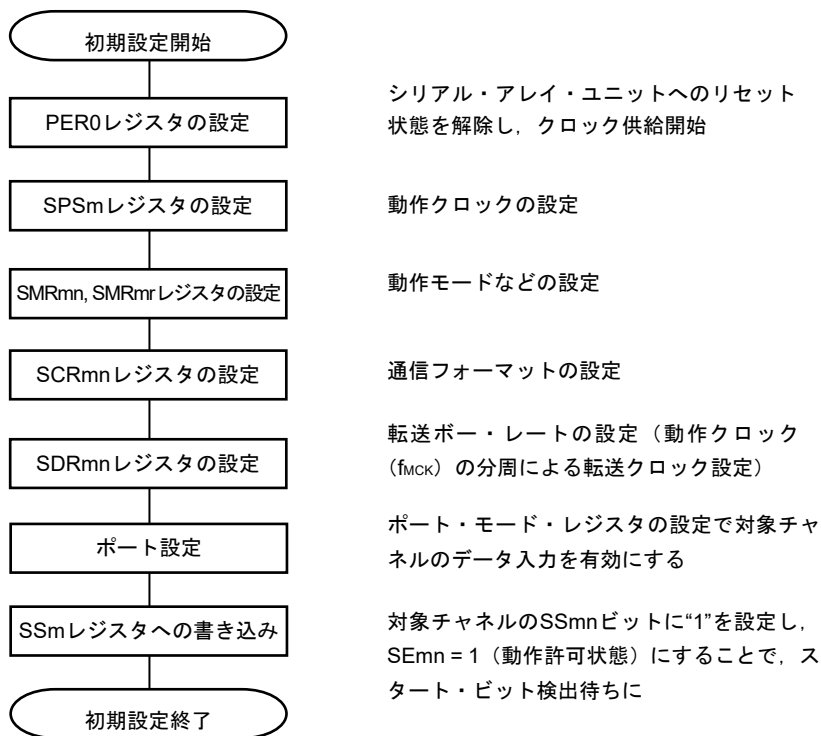 初期設定開始
PER0レジスタの設定
シリアル・アレイ・ユニットへのリセット
状態を解除し，クロック供給開始
SPSmレジスタの設定
動作クロックの設定
SMRmn, SMRmrレジスタの設定
動作モードなどの設定
SCRmnレジスタの設定
通信フォーマットの設定
SDRmnレジスタの設定
転送ボー・レートの設定（動作クロック
（fMCK）の分周による転送クロック設定）
ポート設定
ポート・モード・レジスタの設定で対象チャ
ネルのデータ入力を有効にする
SSmレジスタへの書き込み
対象チャネルのSSmnビットに“1”を設定し，
SEmn = 1（動作許可状態）にすることで，ス
タート・ビット検出待ちに
初期設定終了